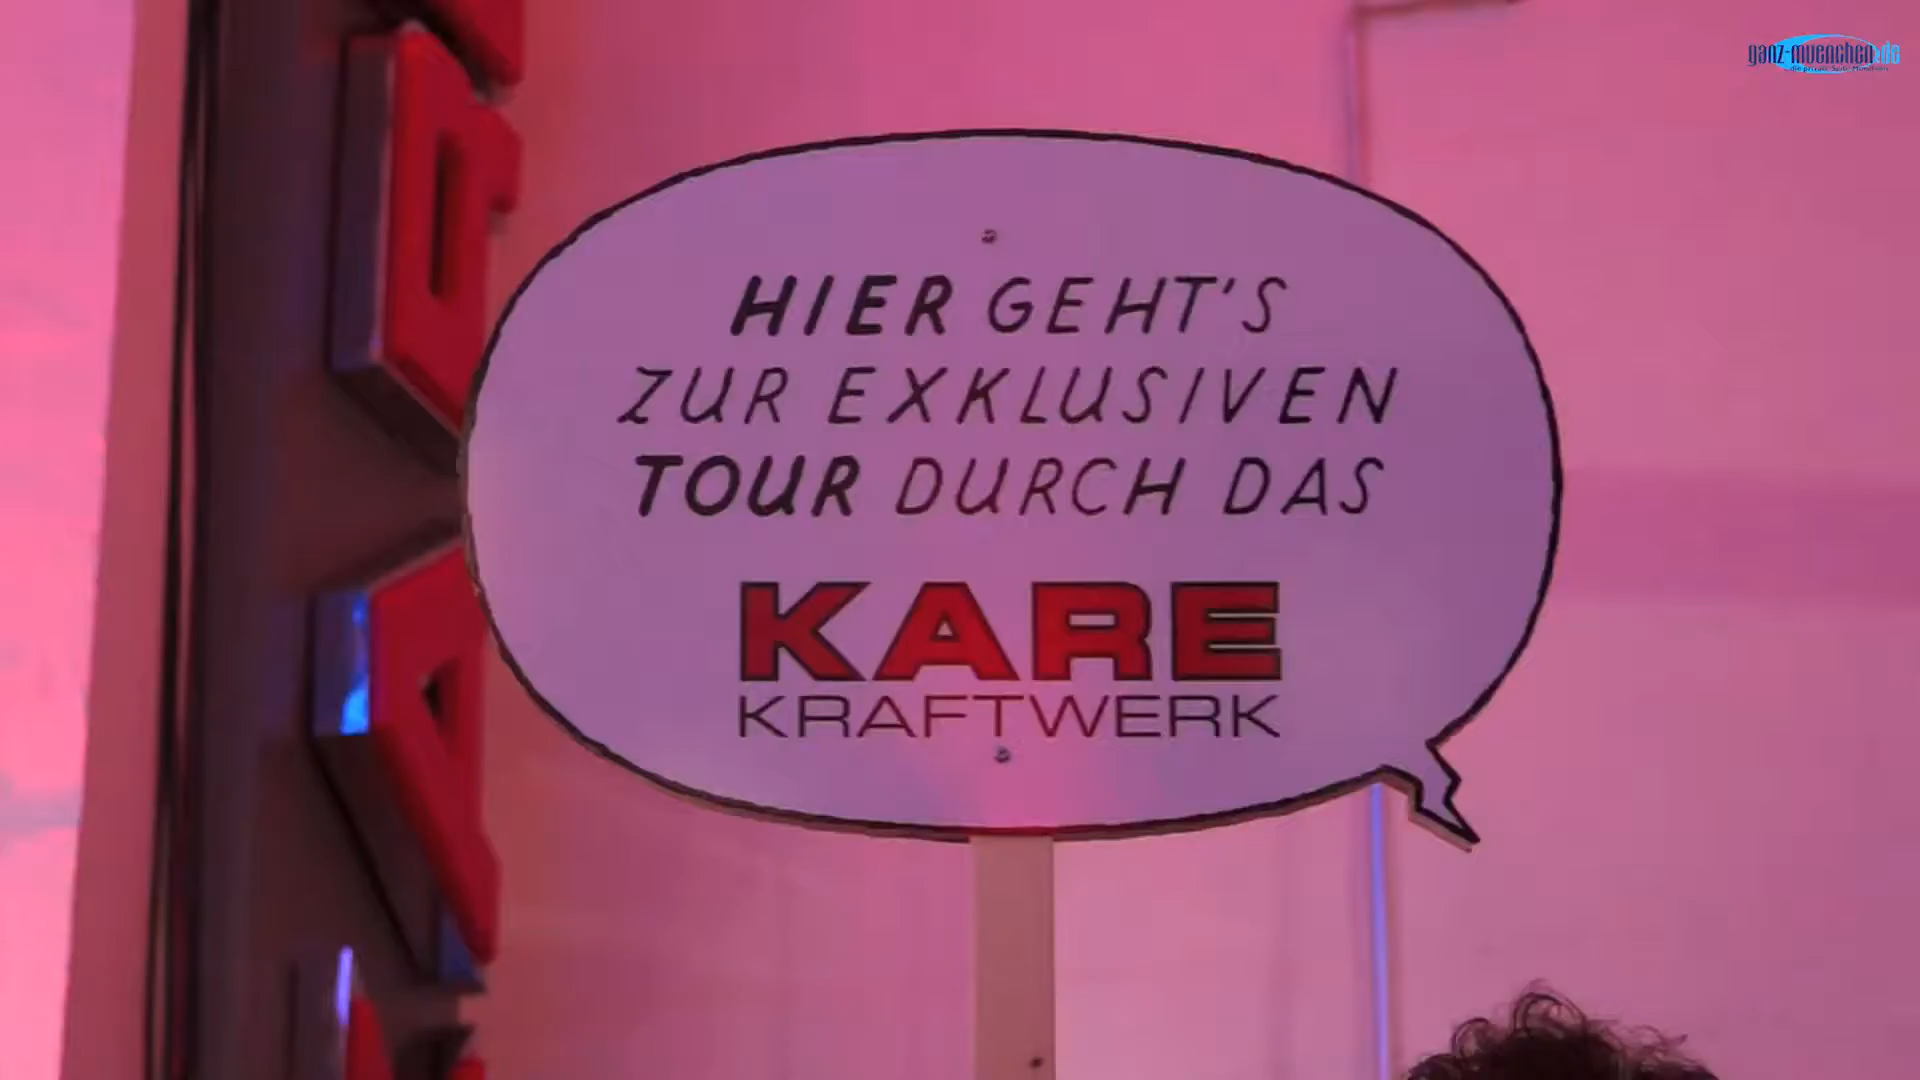 ganz-muenchen.de
HIER GEHT'S
ZUR EXKLUSIVEN
TOUR DURCH DAS
KARE
KRAFTWERK